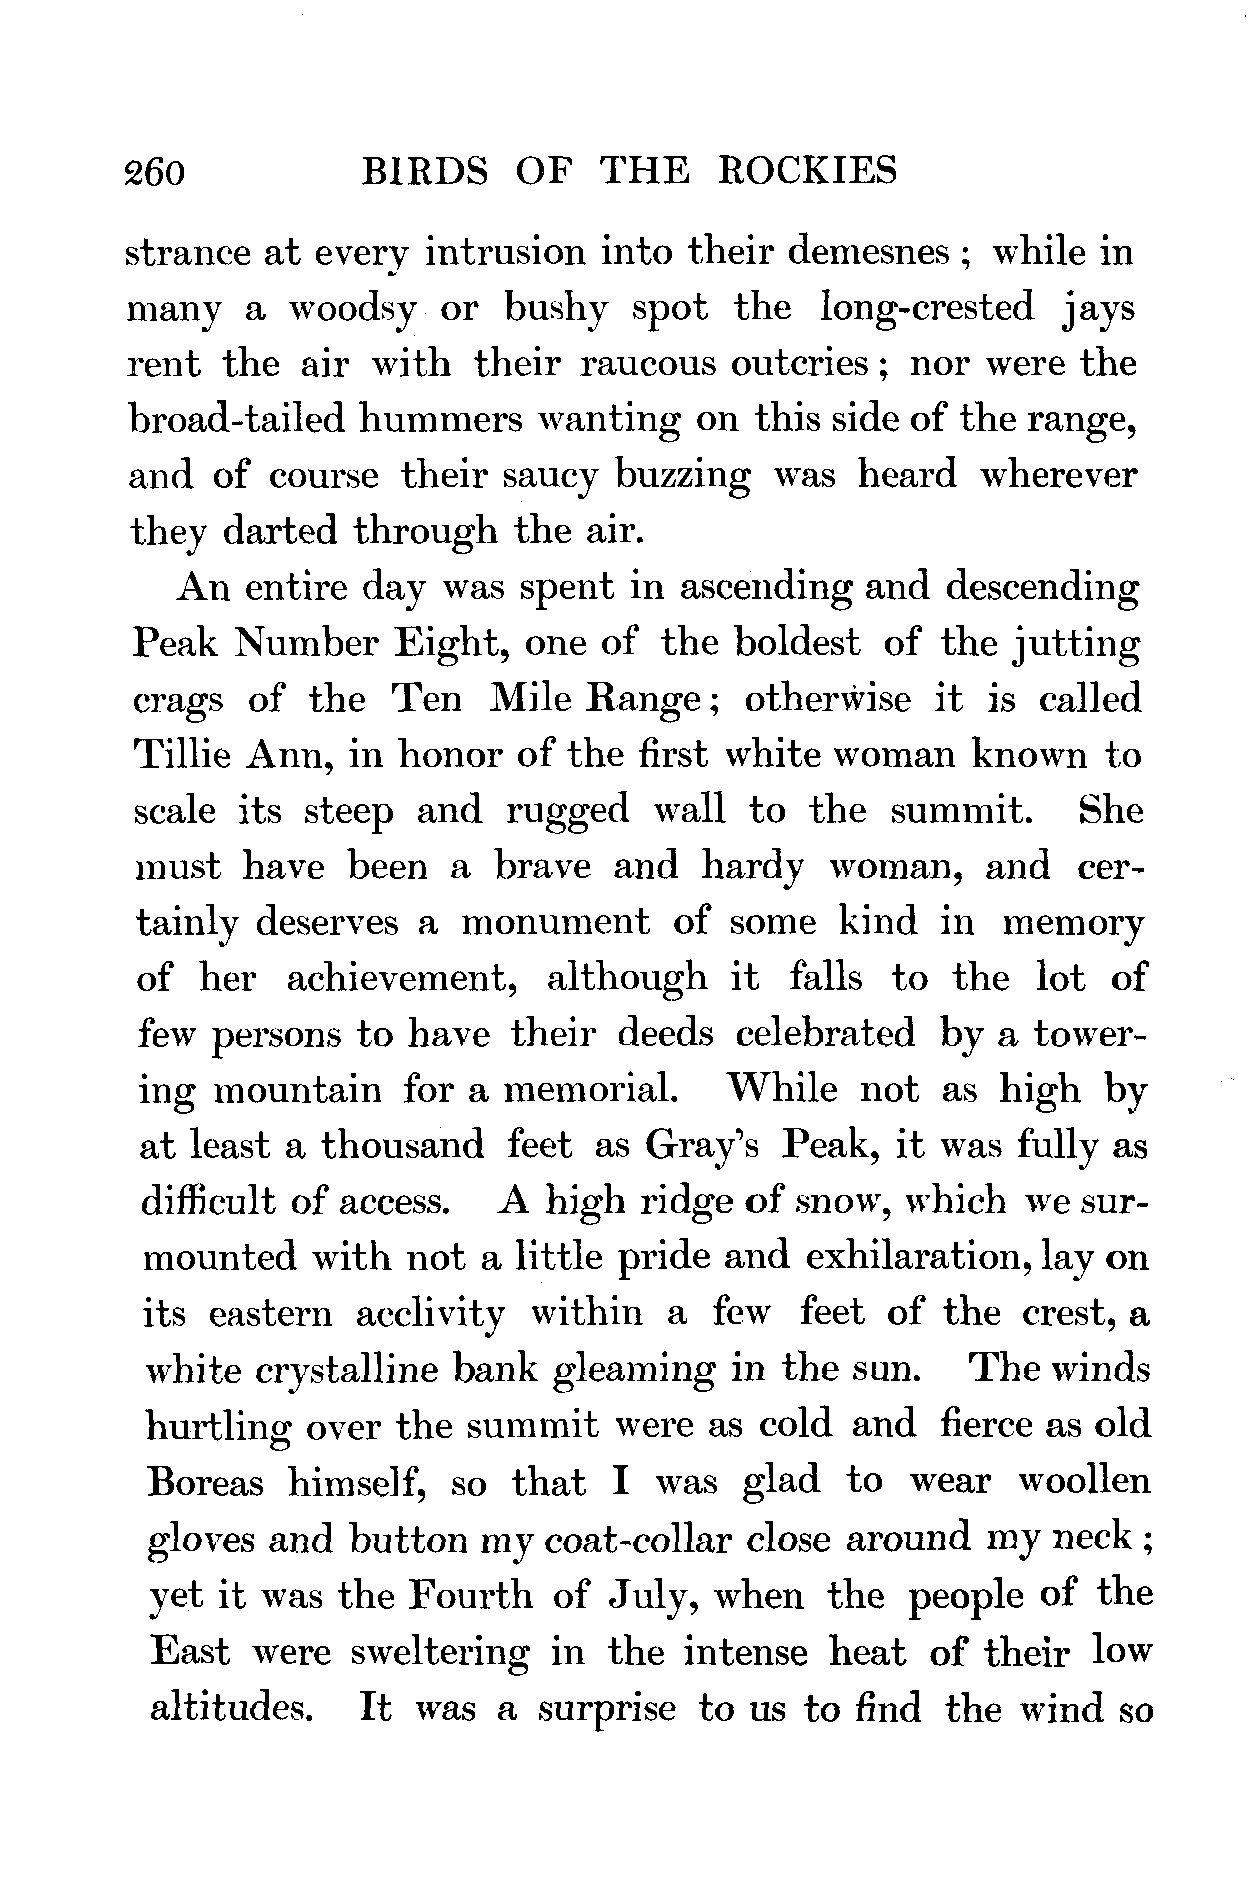 260 BIRDS OF THE ROCKIES
strance at every intrusion into their demesnes ; while in
many a woodsy or bushy spot the long-crested jays
rent the air with their raucous outcries ; nor were the
broad-tailed hummers wanting on this side of the range,
and of course their saucy buzzing was heard wherever
they darted through the air.
An entire day was spent in ascending and descending
Peak Number Eight, one of the boldest of the jutting
crags of the Ten Mile Range ; otherwise it is called
Tillie Ann, in honor of the first white woman known to
scale its steep and rugged wall to the summit. She
must have been a brave and hardy woman, and cer-
tainly deserves a monument of some kind in memory
of her achievement, although it falls to the lot of
few persons to have their deeds celebrated by a tower-
ing mountain for a memorial. While not as high by
at least a thousand feet as Gray's Peak, it was fully as
difficult of access. A high ridge of snow, which we sur-
mounted with not a little pride and exhilaration, lay on
its eastern acclivity within a few feet of the crest, a
white crystalline bank gleaming in the sun. The winds
hurtling over the summit were as cold and fierce as old
Boreas himself, so that I was glad to wear woollen
gloves and button my coat-collar close around my neck ;
yet it was the Fourth of July, when the people of the
East were sweltering in the intense heat of their low
altitudes. It was a surprise to us to find the wind so